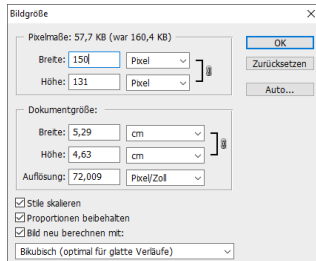 Bildgröße
Pixelmaße: 57,7 KB (war 160,4 KB)
Breite: 150 Pixel
Höhe: 131 Pixel
OK
Zurücksetzen
Auto...
Dokumentgröße:
Breite: 5,29 cm
Höhe: 4,63 cm
Auflösung: 72,009 Pixel/Zoll
Stile skalieren
Proportionen beibehalten
Bild neu berechnen mit:
Bikubisch (optimal für glatte Verläufe)